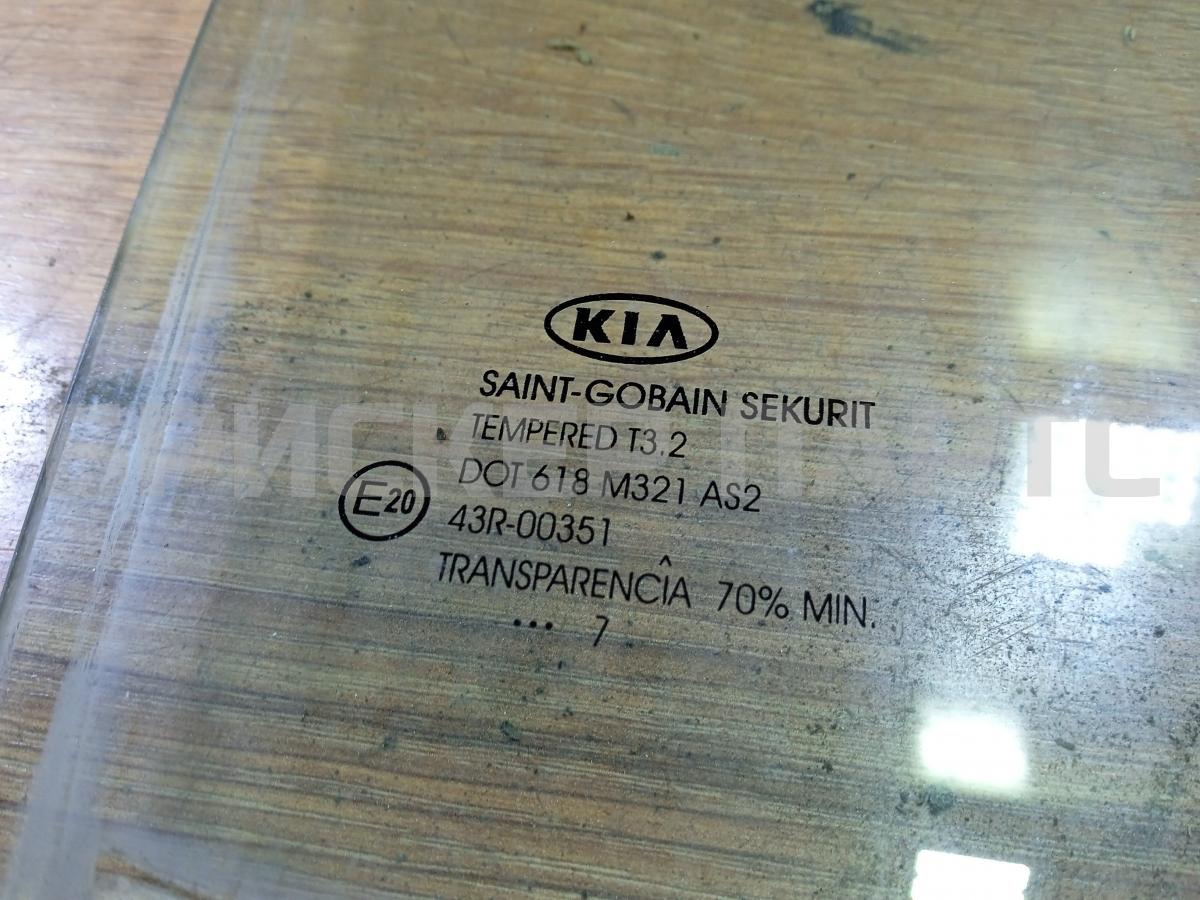 KIA
SAINT-GOBAIN SEKURIT
TEMPERED T3.2
DOT 618 M321 AS2
E20
43R-00351
TRANSPARENCÎA 70% MIN.
••• 7